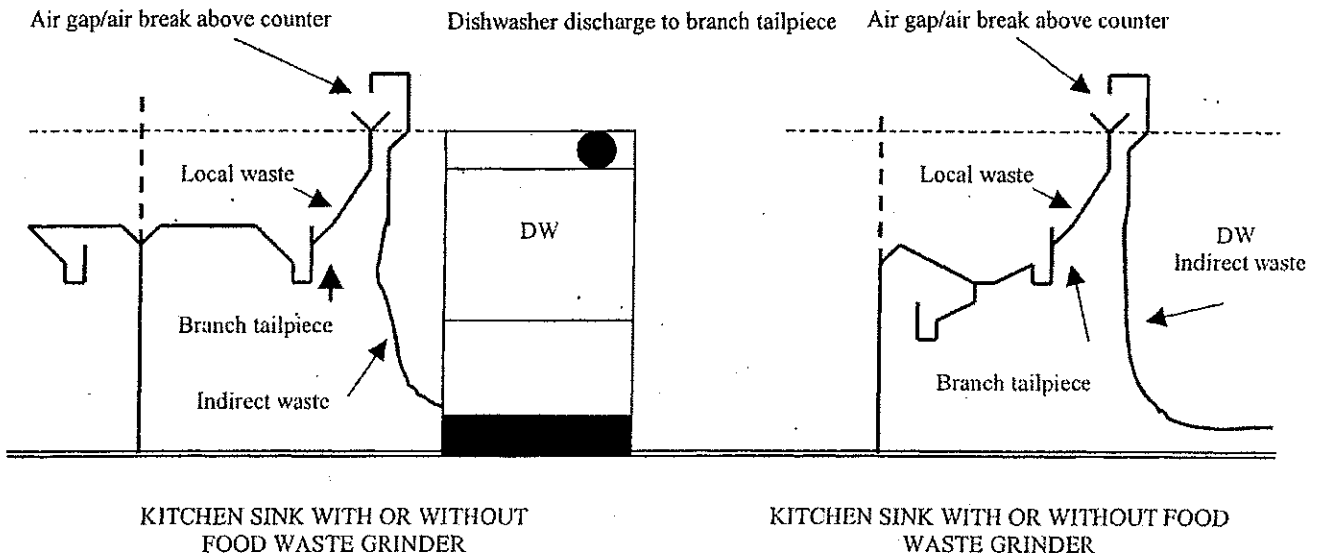 Air gap/air break above counter
Dishwasher discharge to branch tailpiece
Air gap/air break above counter
Local waste
Local waste
DW
DW
Indirect waste
Branch tailpiece
Branch tailpiece
Indirect waste
KITCHEN SINK WITH OR WITHOUT
FOOD WASTE GRINDER
KITCHEN SINK WITH OR WITHOUT FOOD
WASTE GRINDER